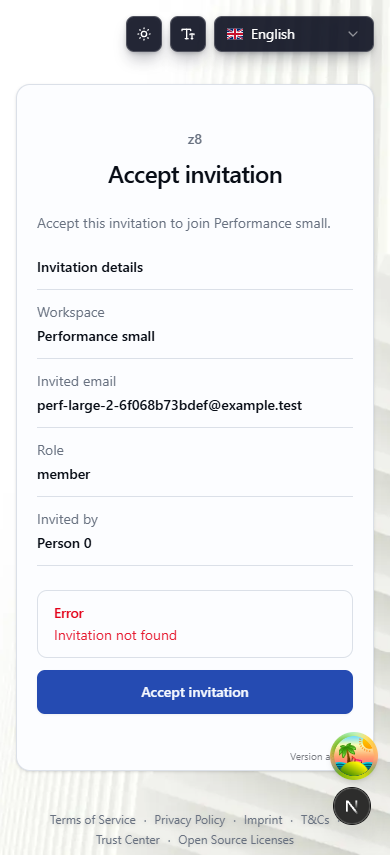 English
z8
Accept invitation
Accept this invitation to join Performance small.
Invitation details
Workspace
Performance small
Invited email
perf-large-2-6f068b73bdef@example.test
Role
member
Invited by
Person 0
Error
Invitation not found
Accept invitation
Version
Terms of Service · Privacy Policy · Imprint · T&Cs ·
Trust Center · Open Source Licenses